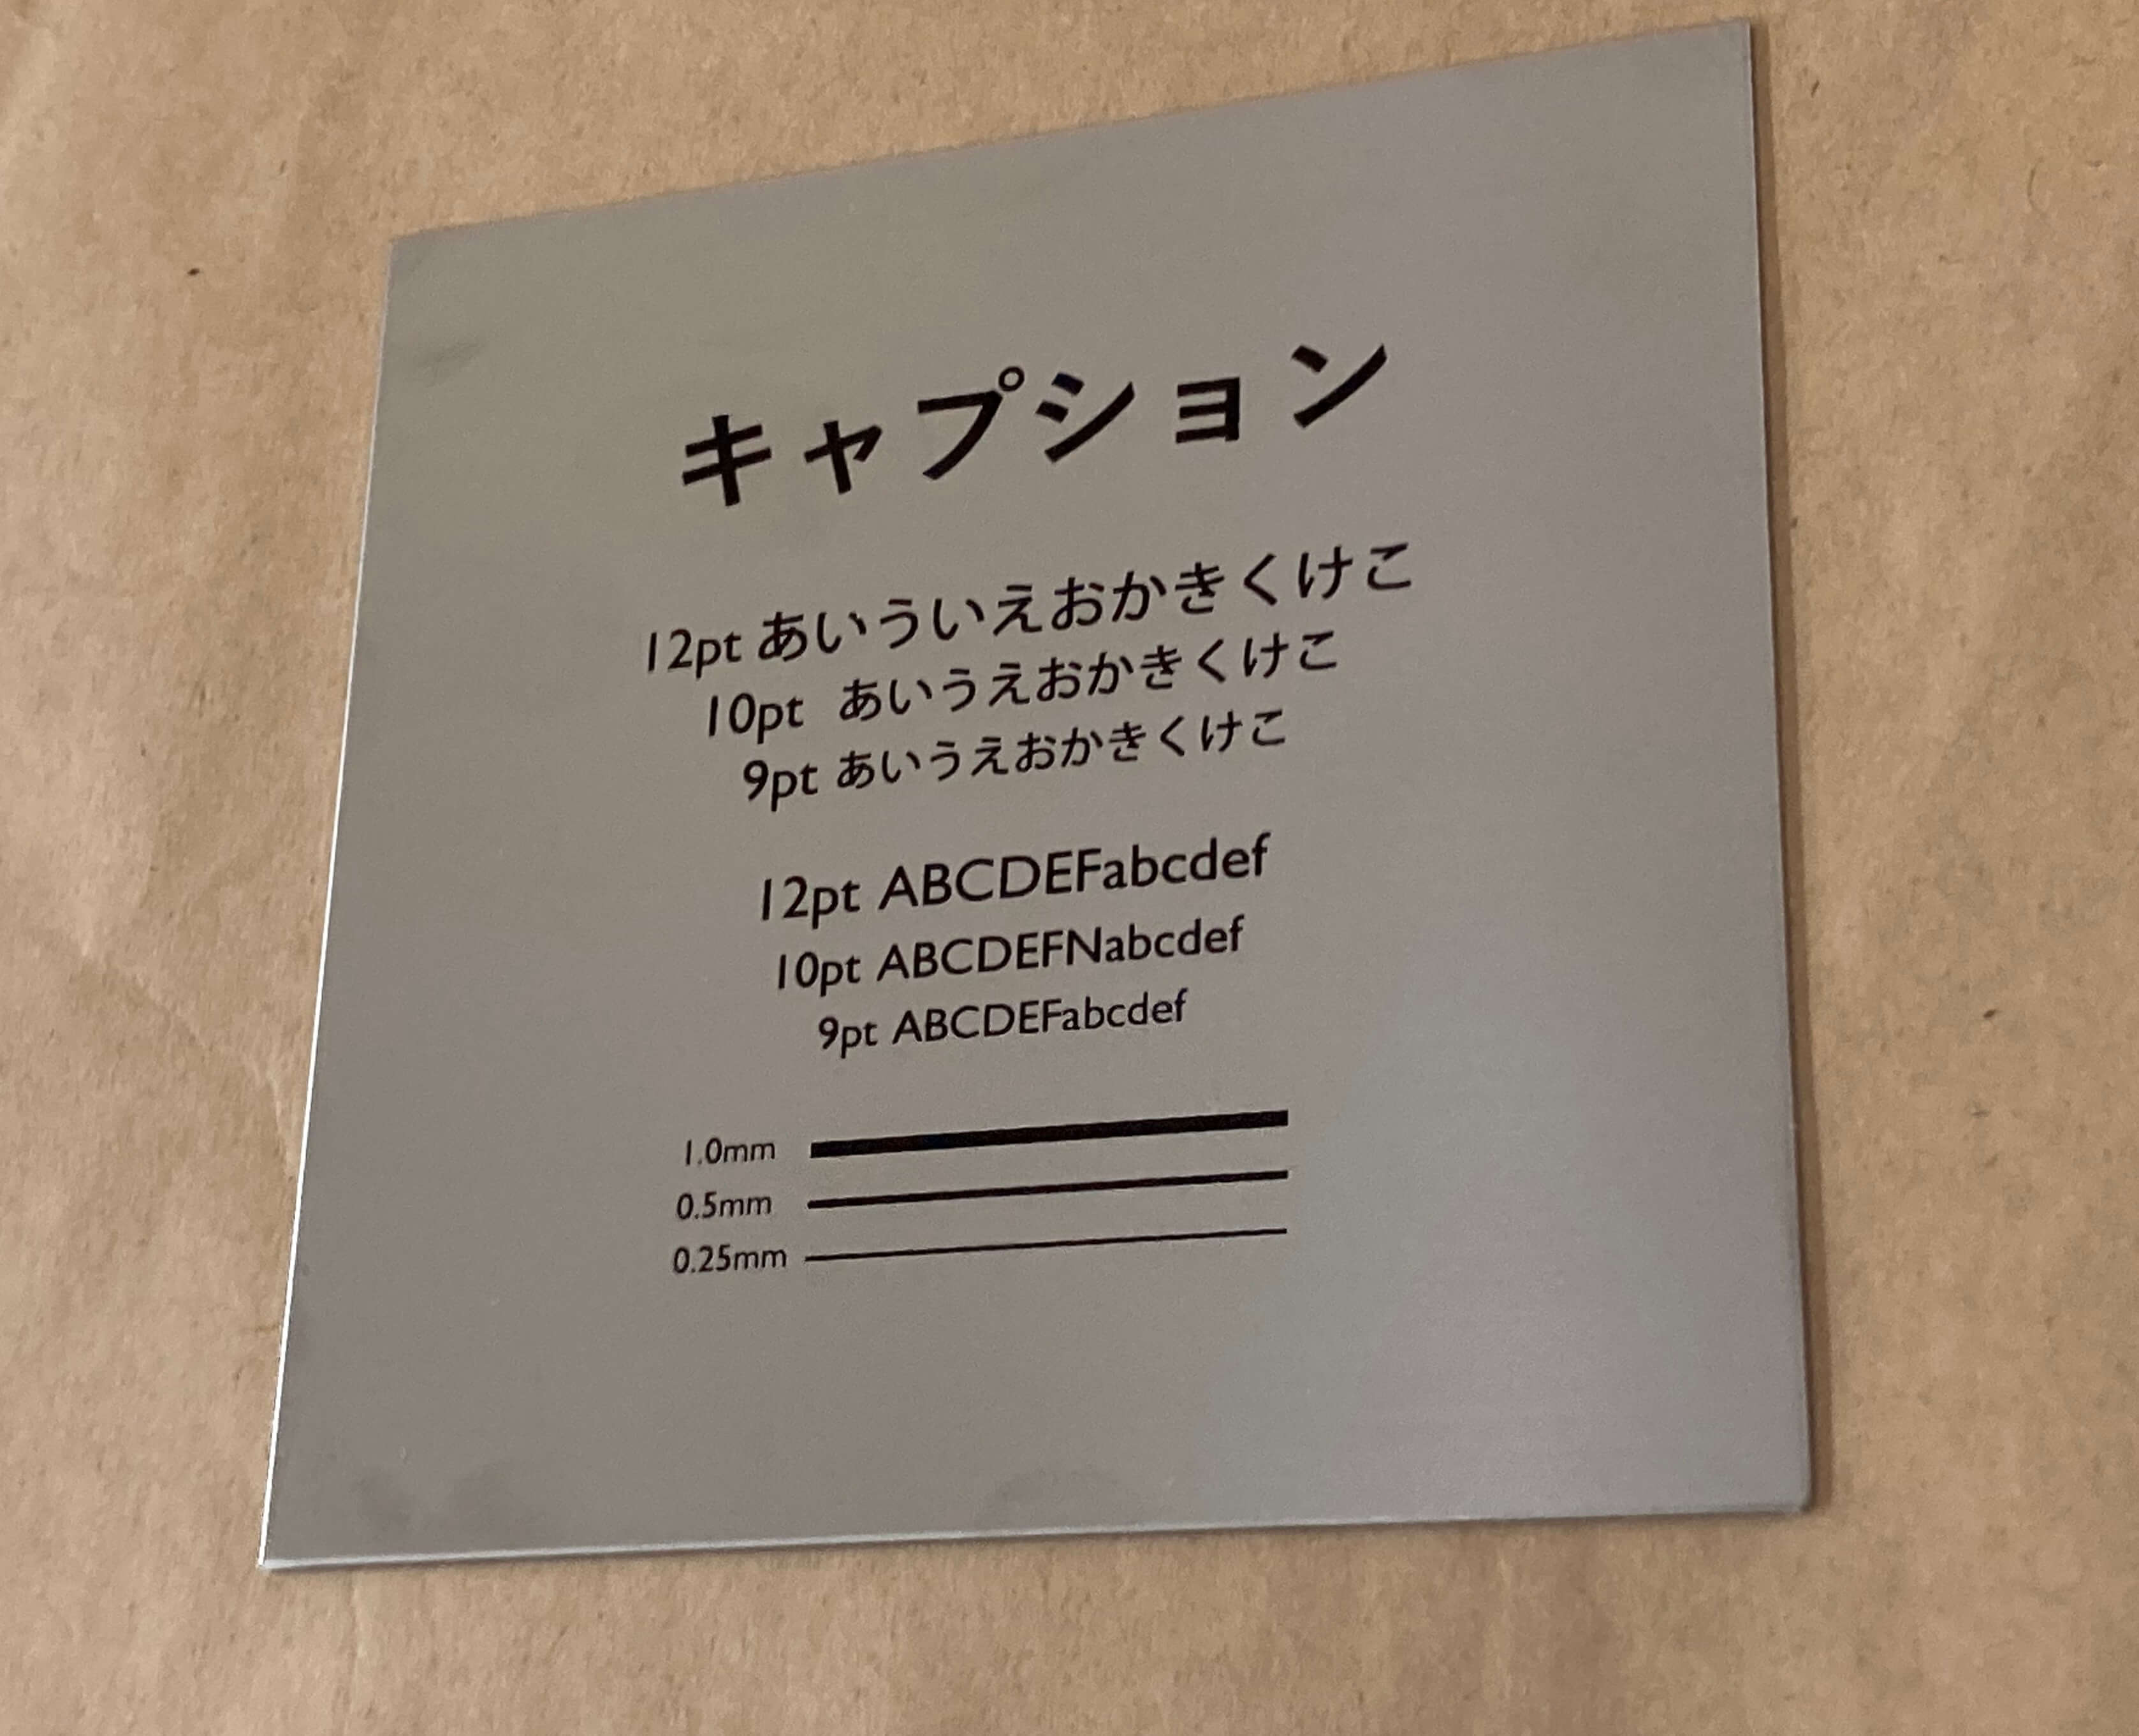 キャプション
12pt あいういえおかきくけこ
10pt あいうえおかきくけこ
9pt あいうえおかきくけこ
12pt ABCDEFabcdef
10pt ABCDEFNabcdef
9pt ABCDEFabcdef
1.0mm
0.5mm
0.25mm